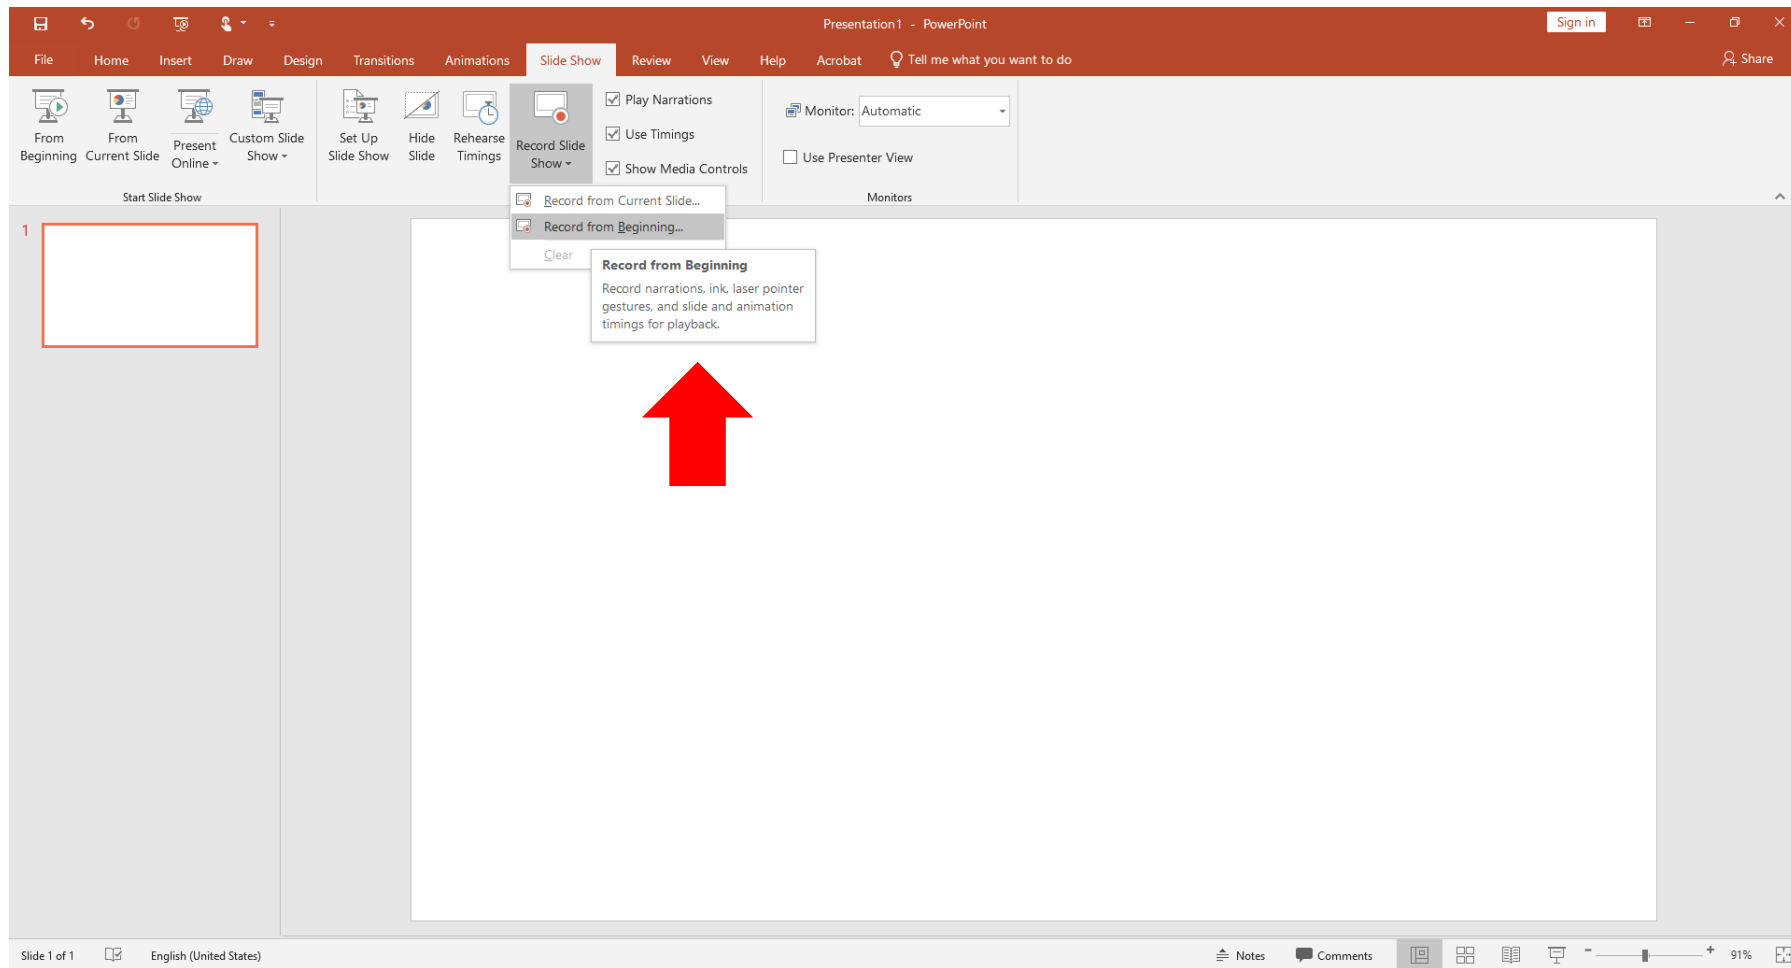 Presentation1 - PowerPoint
Sign in
File Home Insert Draw Design Transitions Animations Slide Show Review View Help Acrobat Tell me what you want to do Share
From Beginning
From Current Slide
Present Online
Custom Slide Show
Set Up Slide Show
Hide Slide
Rehearse Timings
Record Slide Show
Play Narrations
Use Timings
Show Media Controls
Monitor: Automatic
Use Presenter View
Start Slide Show
Monitors
Record from Current Slide...
Record from Beginning...
Clear
Record from Beginning
Record narrations, ink, laser pointer
gestures, and slide and animation
timings for playback.
1
Slide 1 of 1 English (United States) Notes Comments 91%